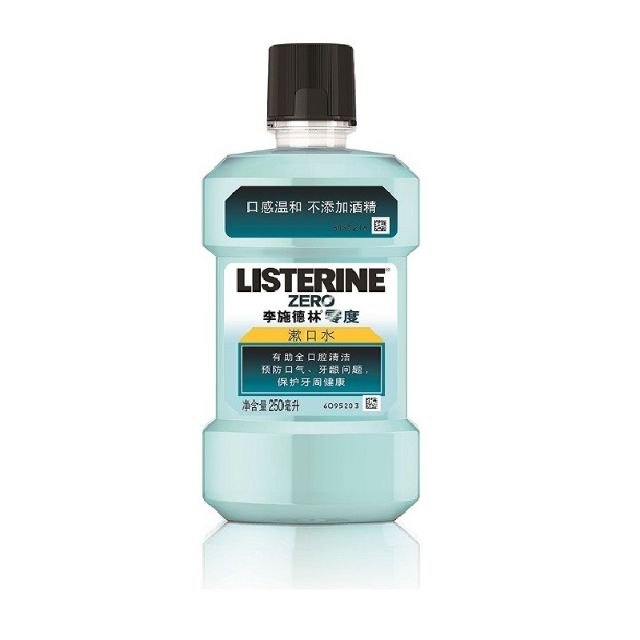 口感温和 不添加酒精
LISTERINE
ZERO
李施德林 零度
漱口水
有助全口腔清洁
预防口气、牙龈问题,
保护牙周健康
净含量250毫升 6095203